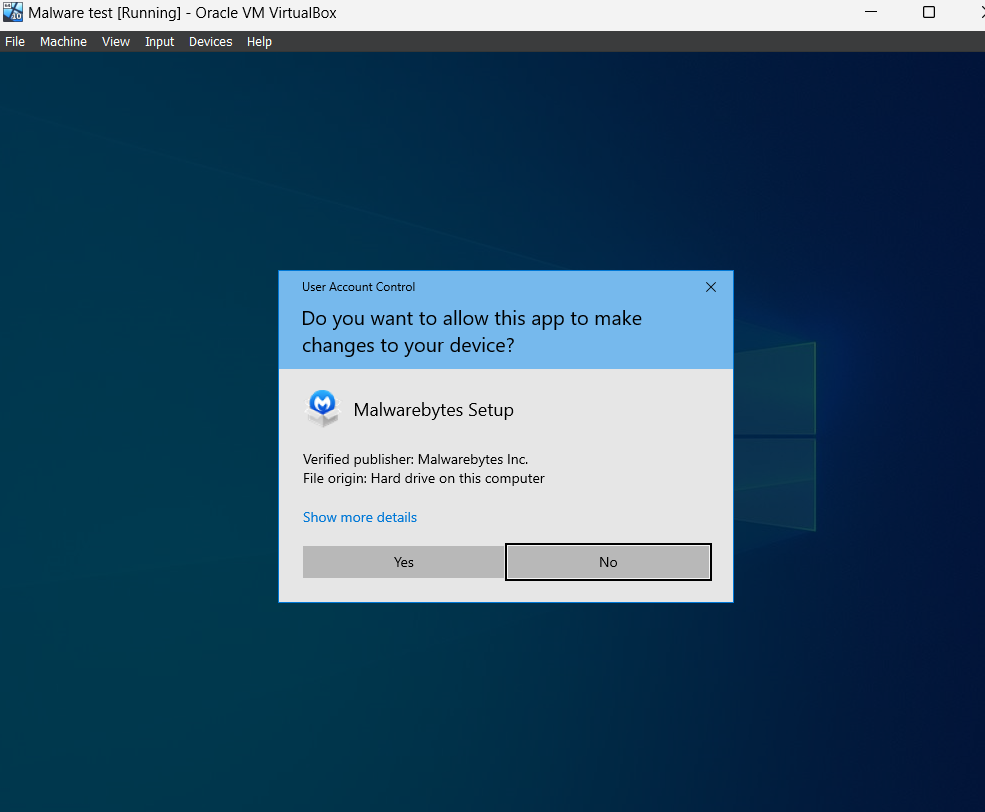 Malware test [Running] - Oracle VM VirtualBox
File Machine View Input Devices Help
User Account Control
Do you want to allow this app to make
changes to your device?
Malwarebytes Setup
Verified publisher: Malwarebytes Inc.
File origin: Hard drive on this computer
Show more details
Yes No